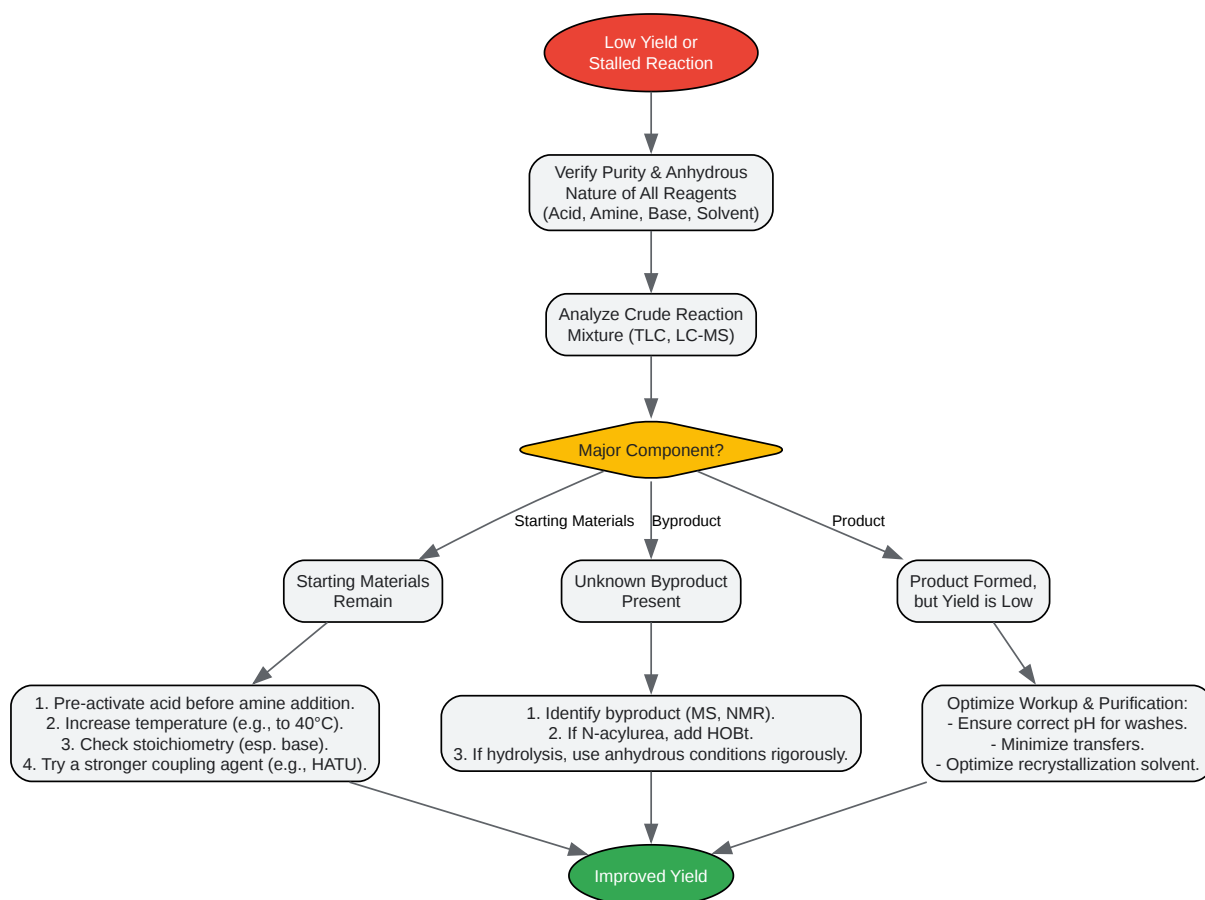 Low Yield or
Stalled Reaction
Verify Purity & Anhydrous
Nature of All Reagents
(Acid, Amine, Base, Solvent)
Analyze Crude Reaction
Mixture (TLC, LC-MS)
Major Component?
Starting Materials
Byproduct
Product
Starting Materials
Remain
Unknown Byproduct
Present
Product Formed,
but Yield is Low
1. Pre-activate acid before amine addition.
2. Increase temperature (e.g., to 40°C).
3. Check stoichiometry (esp. base).
4. Try a stronger coupling agent (e.g., HATU).
1. Identify byproduct (MS, NMR).
2. If N-acylurea, add HOBt.
3. If hydrolysis, use anhydrous conditions rigorously.
Optimize Workup & Purification:
- Ensure correct pH for washes.
- Minimize transfers.
- Optimize recrystallization solvent.
Improved Yield